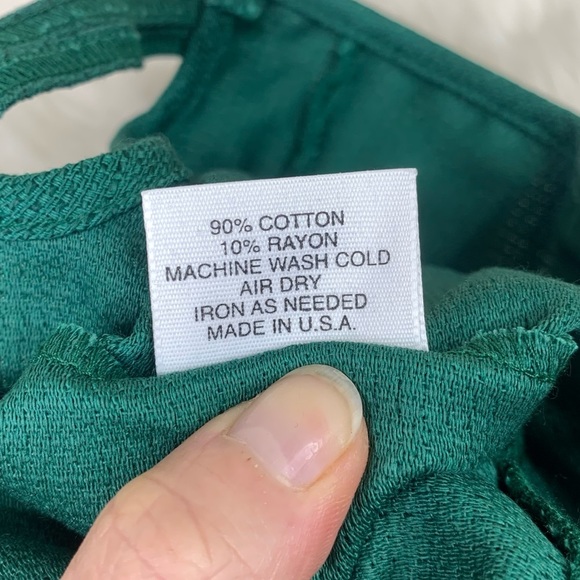 90% COTTON
10% RAYON
MACHINE WASH COLD
AIR DRY
IRON AS NEEDED
MADE IN U.S.A.